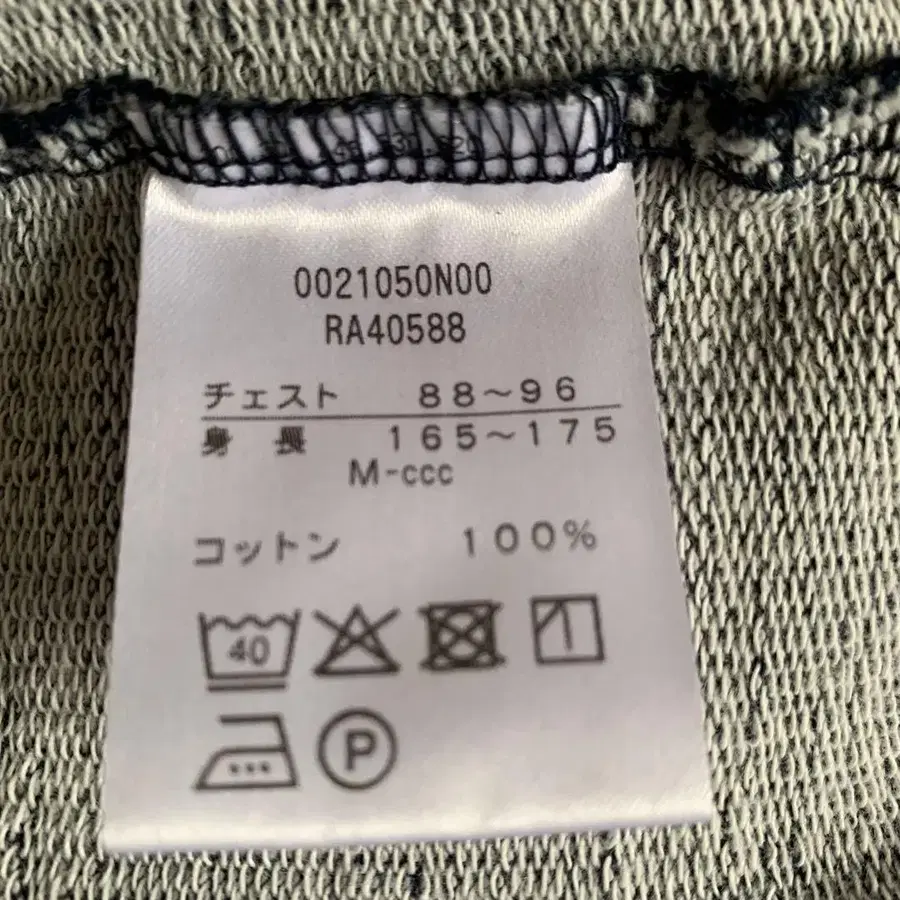 0021050N00
RA40588
チェスト 88～96
身長 165～175
M-ccc
コットン 100%
40
P